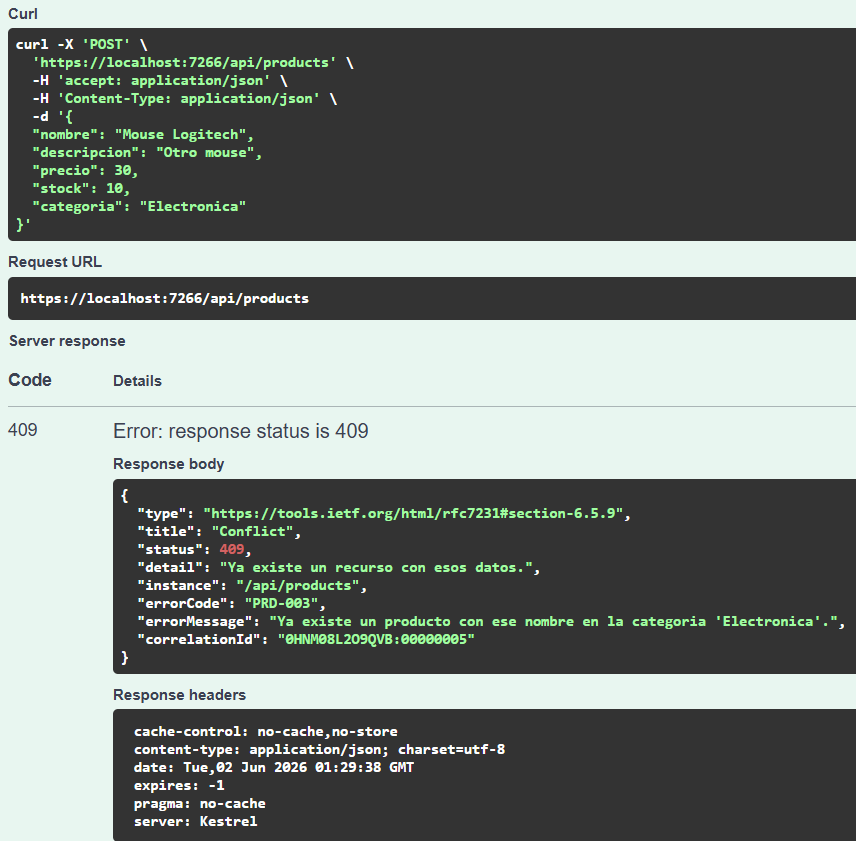 Curl
curl -X 'POST' \
  'https://localhost:7266/api/products' \
  -H 'accept: application/json' \
  -H 'Content-Type: application/json' \
  -d '{
  "nombre": "Mouse Logitech",
  "descripcion": "Otro mouse",
  "precio": 30,
  "stock": 10,
  "categoria": "Electronica"
}'
Request URL
https://localhost:7266/api/products
Server response
Code Details
409 Error: response status is 409
Response body
{
  "type": "https://tools.ietf.org/html/rfc7231#section-6.5.9",
  "title": "Conflict",
  "status": 409,
  "detail": "Ya existe un recurso con esos datos.",
  "instance": "/api/products",
  "errorCode": "PRD-003",
  "errorMessage": "Ya existe un producto con ese nombre en la categoria 'Electronica'.",
  "correlationId": "0HNM08L2O9QVB:00000005"
}
Response headers
cache-control: no-cache,no-store
content-type: application/json; charset=utf-8
date: Tue,02 Jun 2026 01:29:38 GMT
expires: -1
pragma: no-cache
server: Kestrel